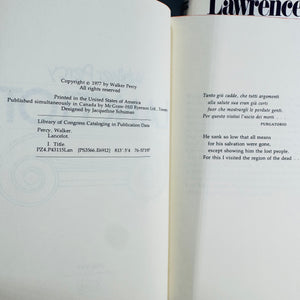 Lawrence
Copyright © 1977 by Walker Percy
All rights reserved
Printed in the United States of America
Published simultaneously in Canada by McGraw-Hill Ryerson Ltd., Toronto
Designed by Jacqueline Schuman
Library of Congress Cataloging in Publication Data
Percy, Walker.
Lancelot.
I Title.
PZ4.P43115Lan [PS3566.E6912] 813'.5'4
Tanto giù cadde, che tutti argomenti
alla salute sua eran già corti
fuor che mostrargli le perdute genti.
Per questo visitai l'uscio dei morti
PURGATORIO
He sank so low that all means
for his salvation were gone,
except showing him the lost people.
For this I visited the region of the dead